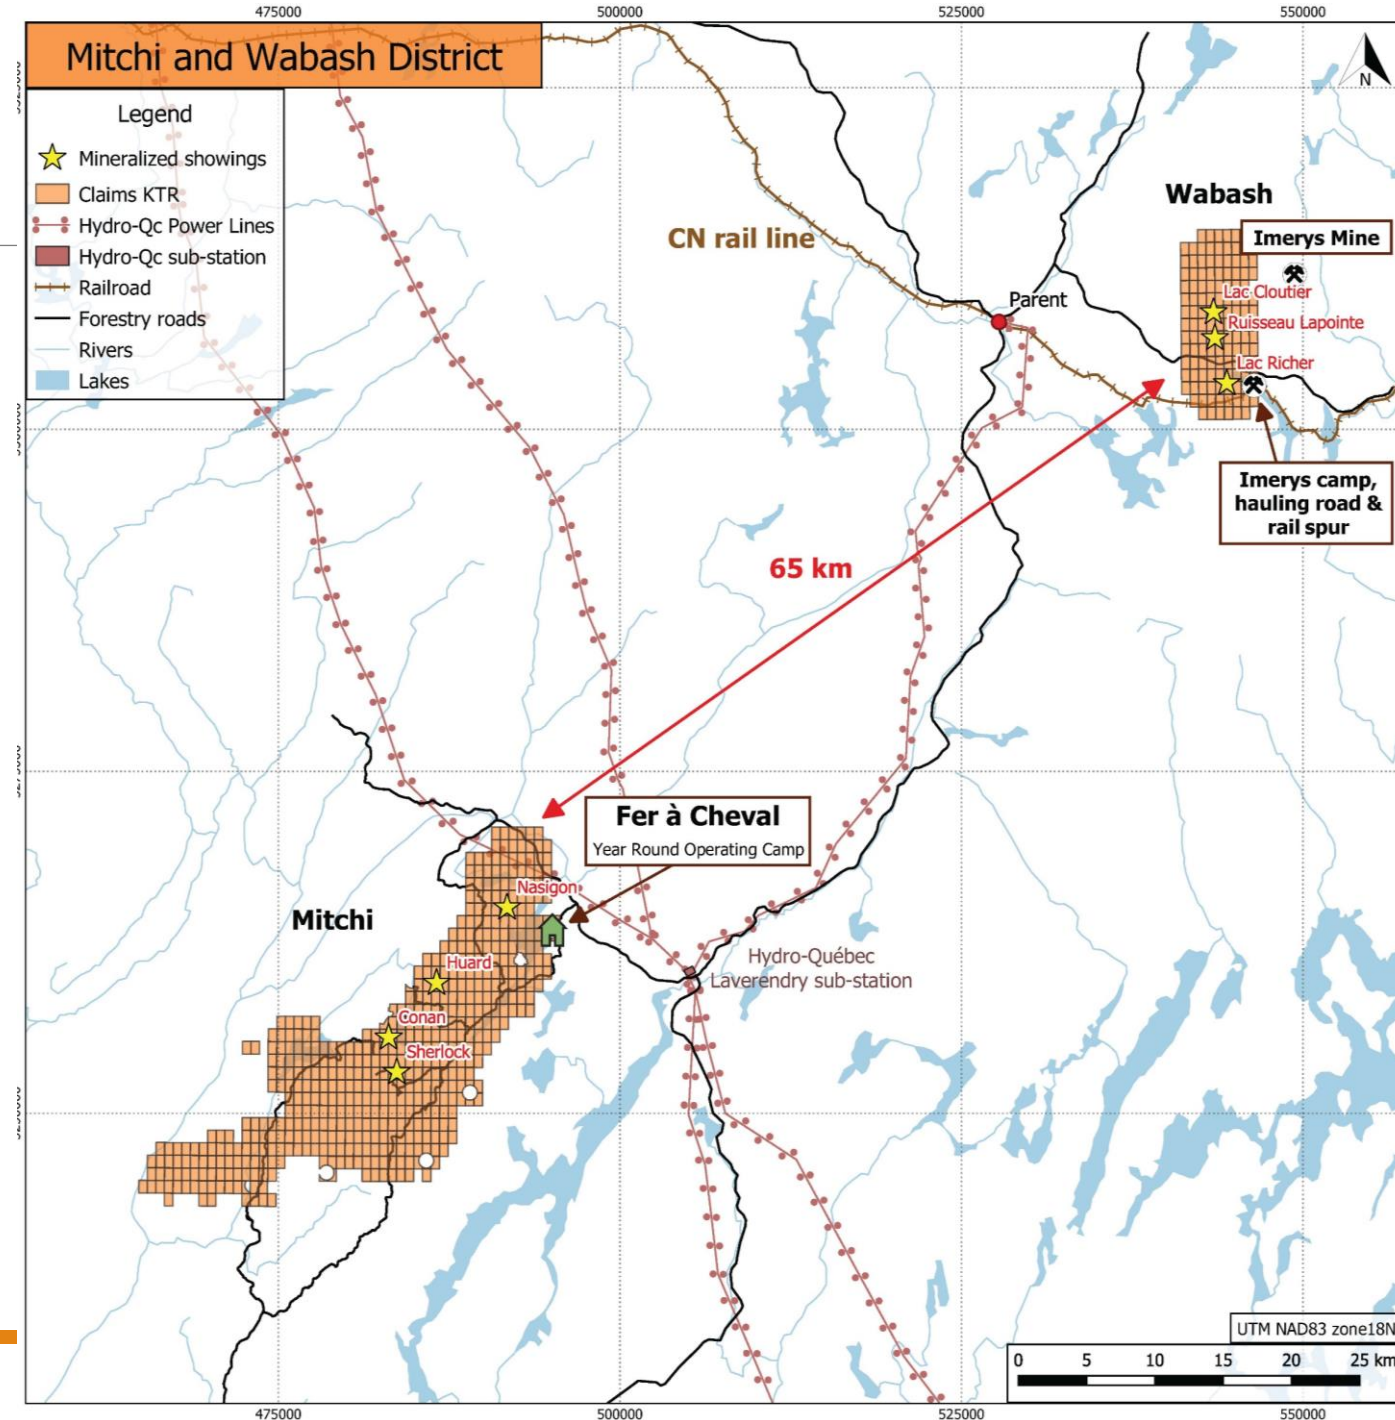 475000
500000
525000
550000
Mitchi and Wabash District
N
Legend
Mineralized showings
Claims KTR
Hydro-Qc Power Lines
Hydro-Qc sub-station
Railroad
Forestry roads
Rivers
Lakes
Wabash
CN rail line
Imerys Mine
Parent
Lac Cloutier
Ruisseau Lapointe
Lac Richer
Imerys camp,
hauling road &
rail spur
65 km
Fer à Cheval
Year Round Operating Camp
Nasigon
Mitchi
Huard
Hydro-Québec
Laverendry sub-station
Conan
Sherlock
UTM NAD83 zone18N
0 5 10 15 20 25 km
475000
500000
525000
550000